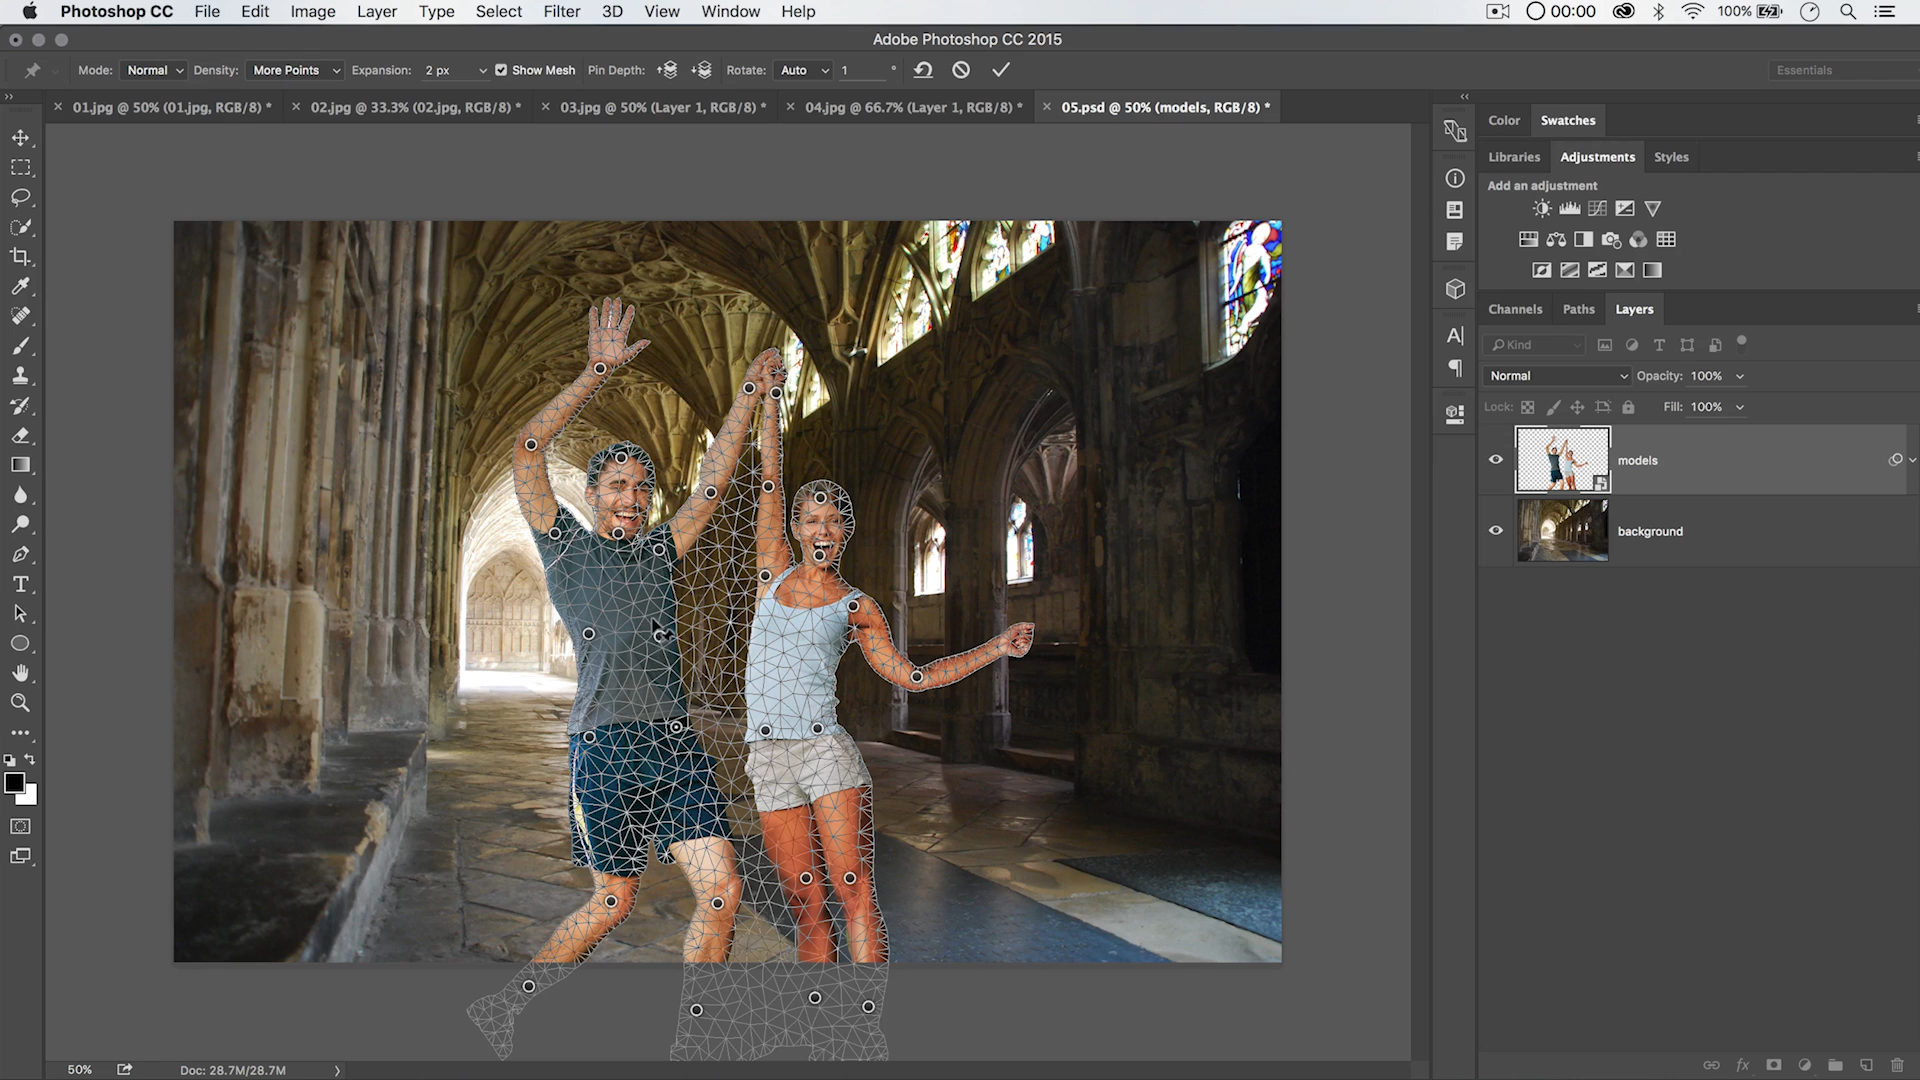 Photoshop CC File Edit Image Layer Type Select Filter 3D View Window Help 00:00 100%
Adobe Photoshop CC 2015
Mode: Normal Density: More Points Expansion: 2 px Show Mesh Pin Depth: Rotate: Auto 1 ° Essentials
01.jpg @ 50% (01.jpg, RGB/8) * 02.jpg @ 33.3% (02.jpg, RGB/8) * 03.jpg @ 50% (Layer 1, RGB/8) * 04.jpg @ 66.7% (Layer 1, RGB/8) * 05.psd @ 50% (models, RGB/8) *
Color Swatches
Libraries Adjustments Styles
Add an adjustment
Channels Paths Layers
Kind
Normal Opacity: 100%
Lock: Fill: 100%
models
background
50% Doc: 28.7M/28.7M